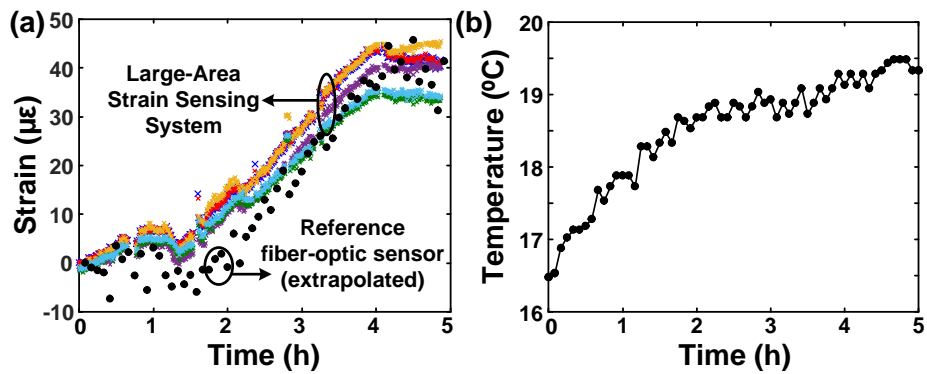 (a)
50
40
30
20
10
0
-10
Strain (µε)
Large-Area
Strain Sensing
System
Reference
fiber-optic sensor
(extrapolated)
0 1 2 3 4 5
Time (h)
(b)
20
19
18
17
16
Temperature (ºC)
0 1 2 3 4 5
Time (h)